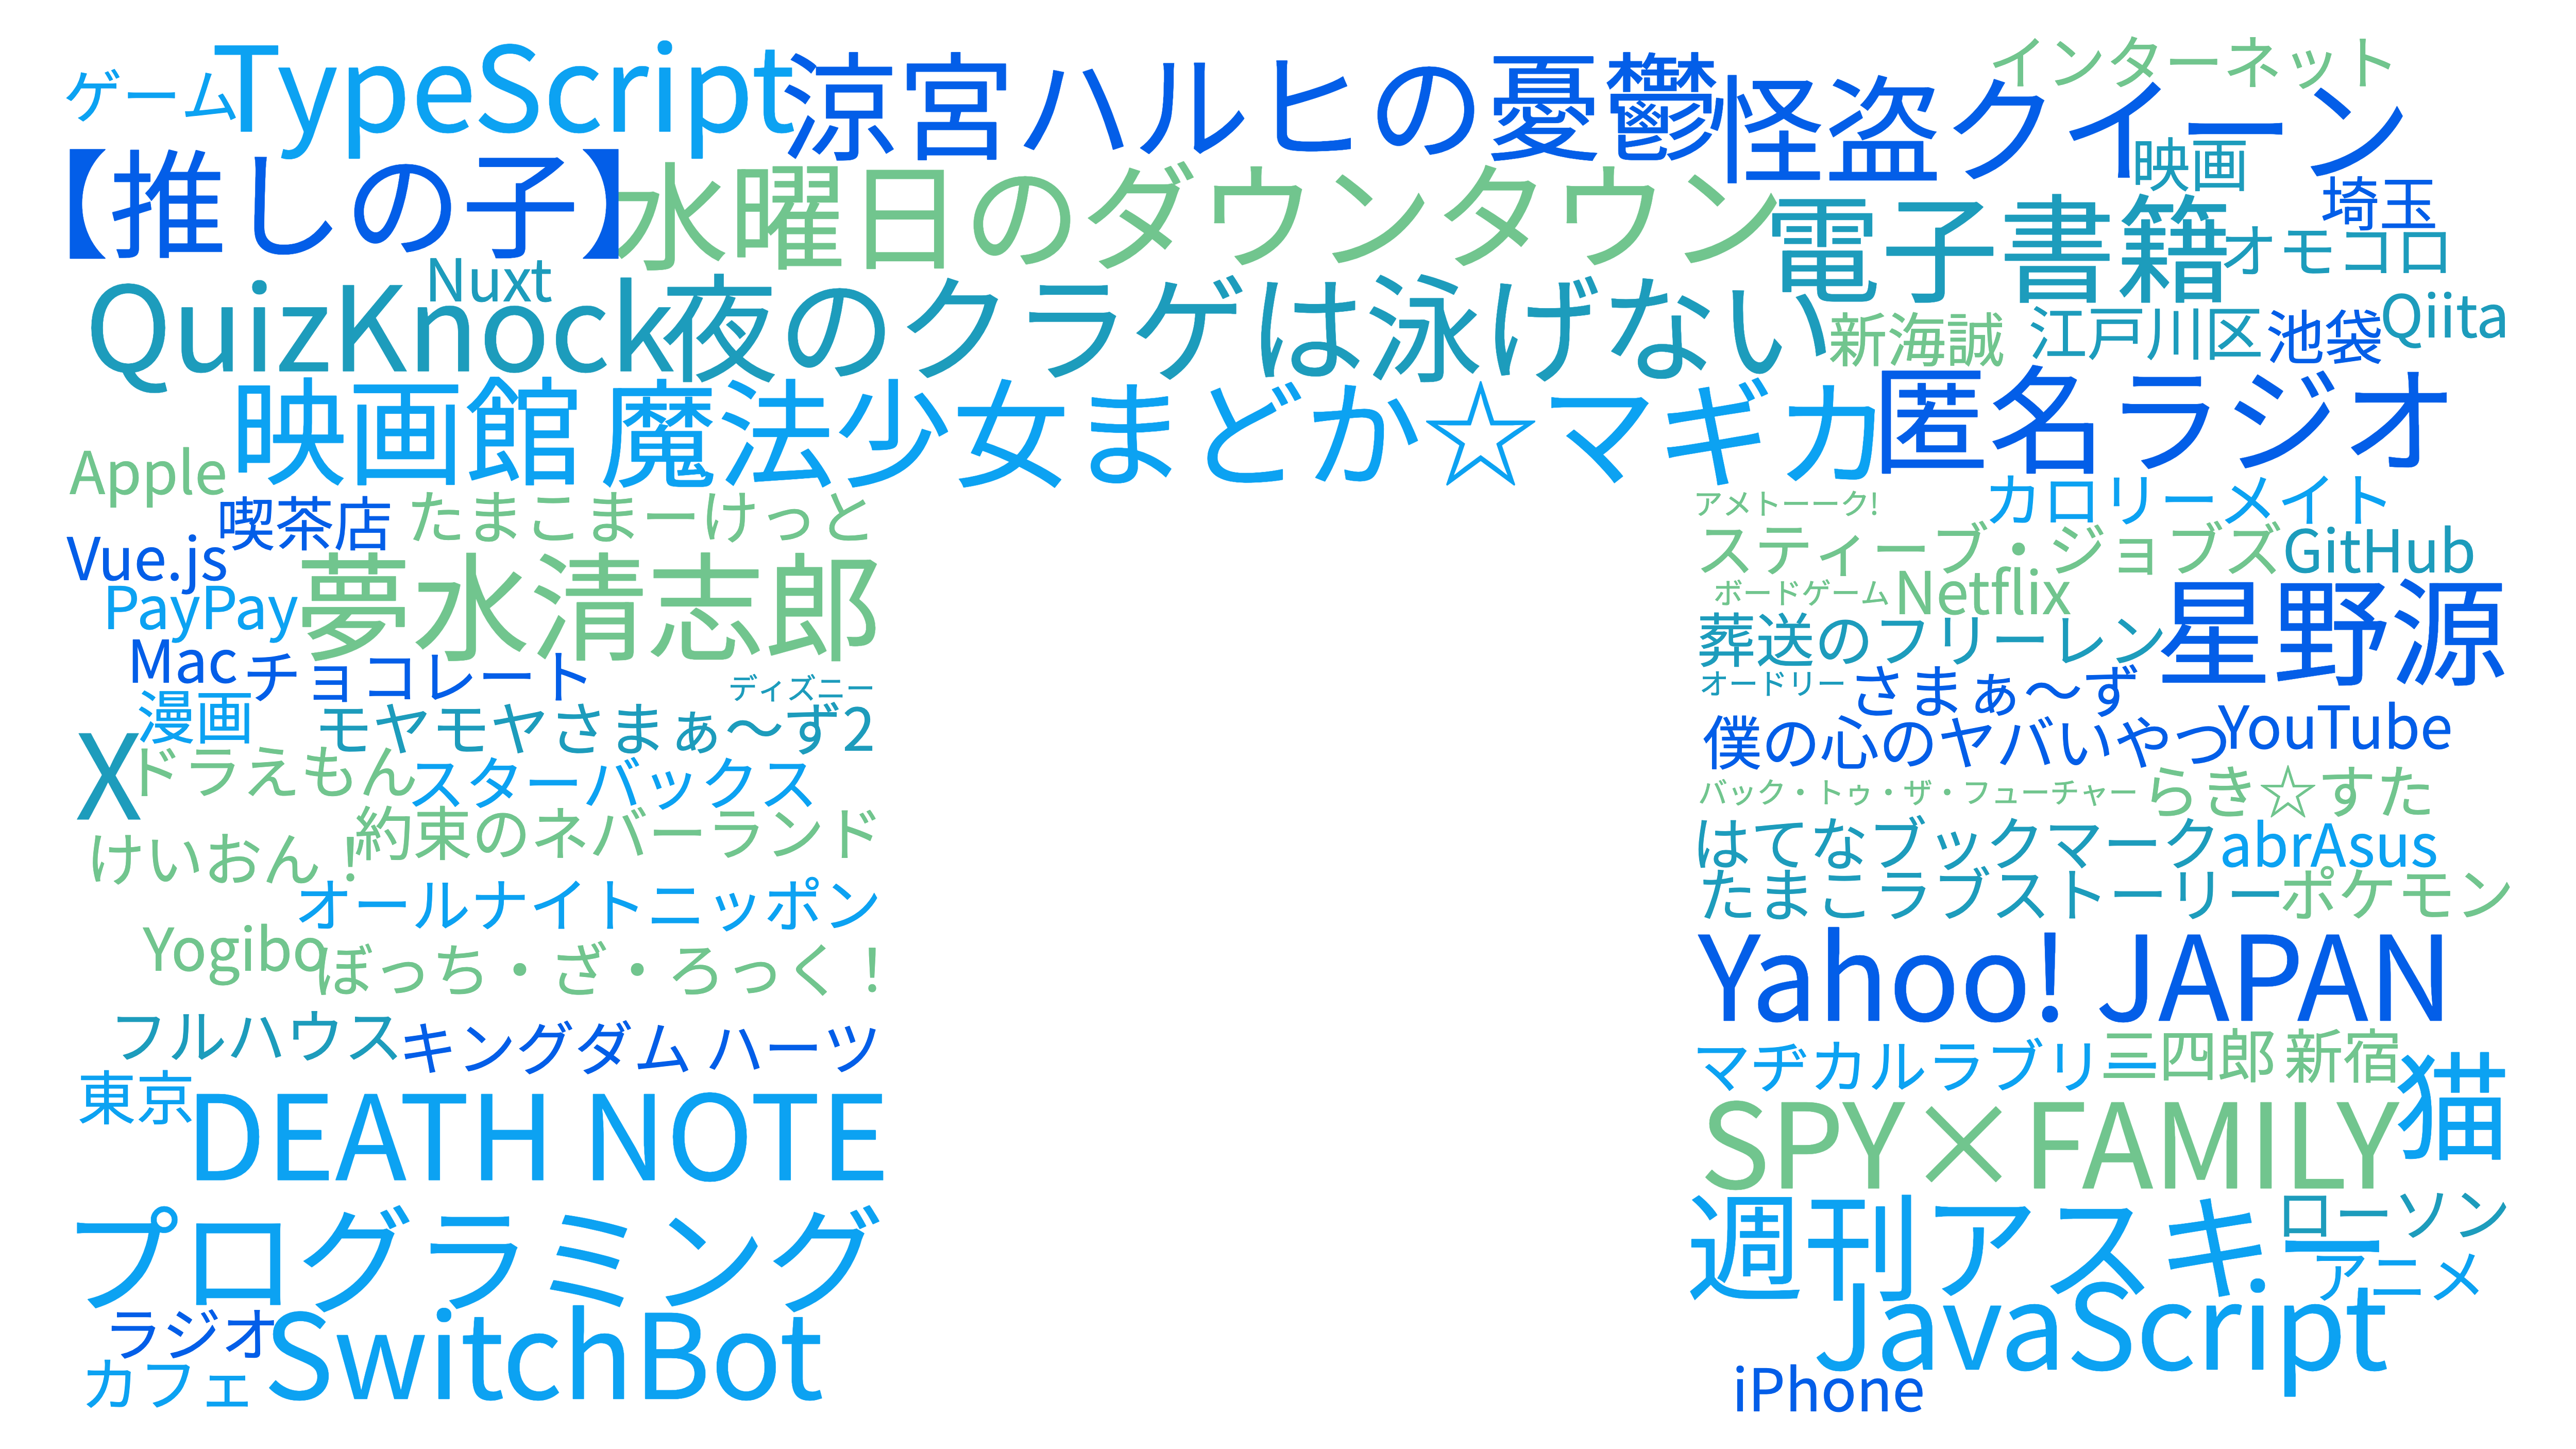 ゲーム TypeScript 涼宮ハルヒの憂鬱 怪盗クイーン インターネット
映画
【推しの子】 水曜日のダウンタウン 電子書籍 埼玉
オモコロ
Nuxt
QuizKnock 夜のクラゲは泳げない 新海誠 江戸川区 池袋 Qiita
映画館 魔法少女まどか☆マギカ 匿名ラジオ
Apple
喫茶店 たまこまーけっと
Vue.js
夢水清志郎
PayPay
Mac チョコレート
ディズニー
漫画 モヤモヤさまぁ〜ず2
X ドラえもん スターバックス
けいおん！ 約束のネバーランド
オールナイトニッポン
Yogibo ぼっち・ざ・ろっく！
フルハウス キングダム ハーツ
東京 DEATH NOTE
プログラミング
ラジオ SwitchBot
カフェ
アメトーーク! カロリーメイト
スティーブ・ジョブズ GitHub
ボードゲーム Netflix
葬送のフリーレン 星野源
オードリー さまぁ〜ず
僕の心のヤバいやつ YouTube
バック・トゥ・ザ・フューチャー らき☆すた
はてなブックマーク abrAsus
たまこラブストーリー ポケモン
Yahoo! JAPAN
マヂカルラブリー 三四郎 新宿
SPY×FAMILY 猫
週刊アスキー ローソン
アニメ
JavaScript
iPhone